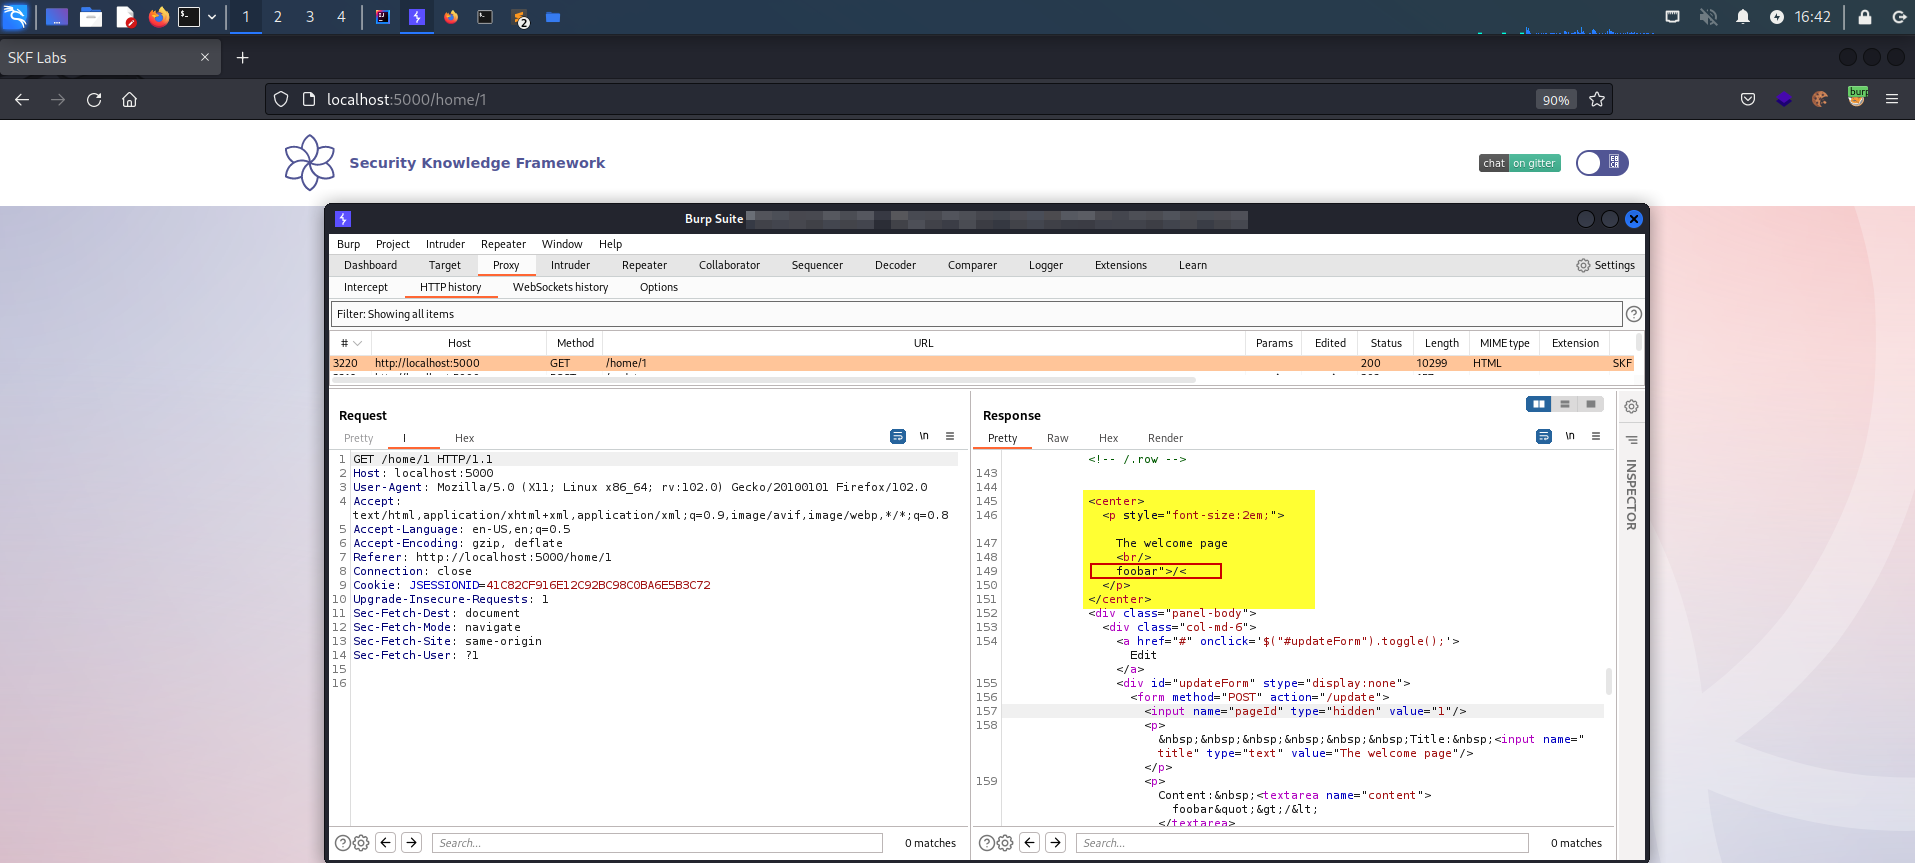 1 2 3 4
2
16:42
SKF Labs
localhost:5000/home/1
90%
burp
Security Knowledge Framework
chat on gitter
Burp Suite
Burp Project Intruder Repeater Window Help
Dashboard Target Proxy Intruder Repeater Collaborator Sequencer Decoder Comparer Logger Extensions Learn Settings
Intercept HTTP history WebSockets history Options
Filter: Showing all items
# Host Method URL Params Edited Status Length MIME type Extension
3220 http://localhost:5000 GET /home/1 200 10299 HTML SKF
Request
Pretty Hex
\n
1 GET /home/1 HTTP/1.1
2 Host: localhost:5000
3 User-Agent: Mozilla/5.0 (X11; Linux x86_64; rv:102.0) Gecko/20100101 Firefox/102.0
4 Accept:
text/html,application/xhtml+xml,application/xml;q=0.9,image/avif,image/webp,*/*;q=0.8
5 Accept-Language: en-US,en;q=0.5
6 Accept-Encoding: gzip, deflate
7 Referer: http://localhost:5000/home/1
8 Connection: close
9 Cookie: JSESSIONID=41C82CF916E12C92BC98C0BA6E5B3C72
10 Upgrade-Insecure-Requests: 1
11 Sec-Fetch-Dest: document
12 Sec-Fetch-Mode: navigate
13 Sec-Fetch-Site: same-origin
14 Sec-Fetch-User: ?1
15
16
Search...
0 matches
Response
Pretty Raw Hex Render
\n
<!-- /.row -->
143
144
145 <center>
146 <p style="font-size:2em;">
147 The welcome page
148 <br/>
149 foobar">/<
150 </p>
151 </center>
152 <div class="panel-body">
153 <div class="col-md-6">
154 <a href="#" onclick='$("#updateForm").toggle();'>
Edit
</a>
155 <div id="updateForm" stype="display:none">
156 <form method="POST" action="/update">
157 <input name="pageId" type="hidden" value="1"/>
158 <p>
&nbsp;&nbsp;&nbsp;&nbsp;&nbsp;&nbsp;Title:&nbsp;<input name="
title" type="text" value="The welcome page"/>
</p>
159 <p>
Content:&nbsp;<textarea name="content">
foobar&quot;&gt;/&lt;
</textarea>
Search...
0 matches
INSPECTOR